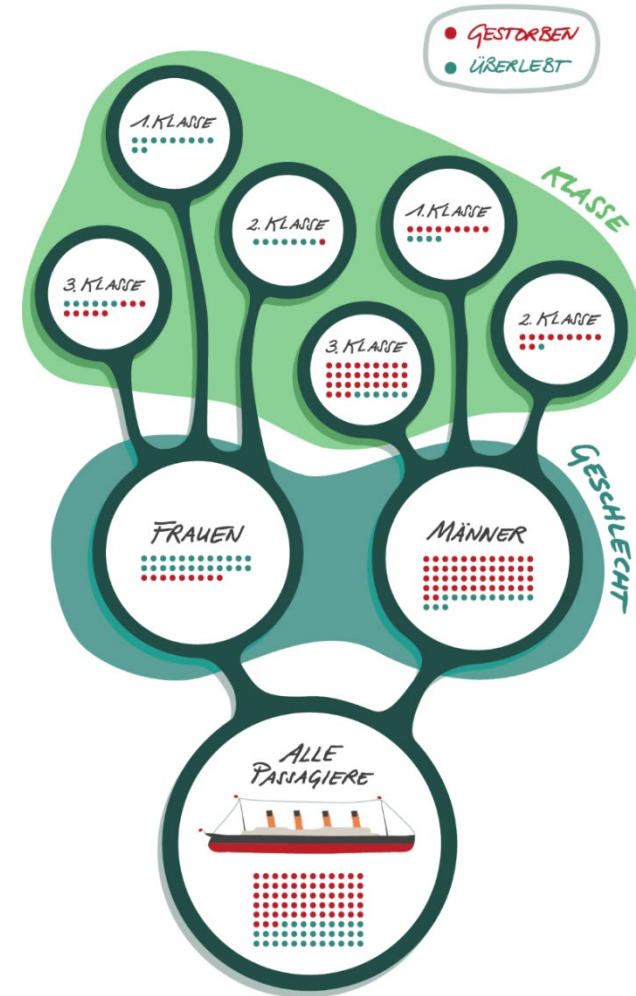 GESTORBEN
ÜBERLEBT
KLASSE
1. KLASSE
2. KLASSE
3. KLASSE
1. KLASSE
2. KLASSE
3. KLASSE
GESCHLECHT
FRAUEN
MÄNNER
ALLE
PASSAGIERE